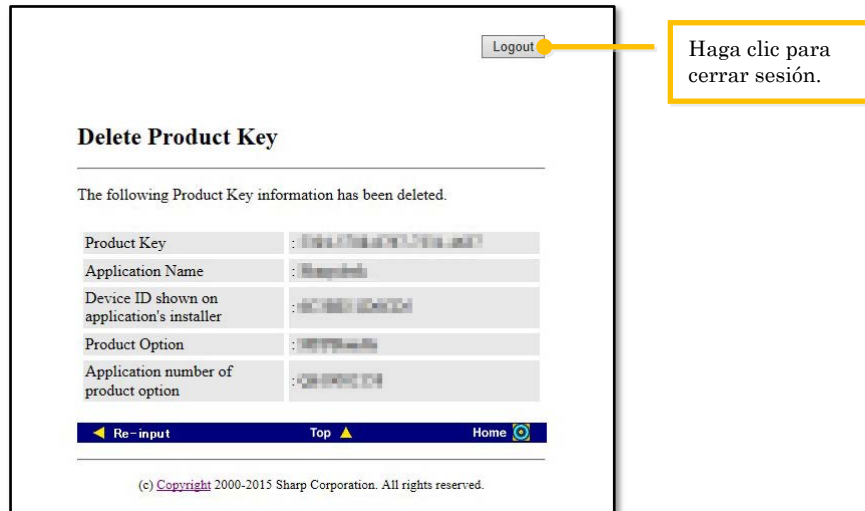 Logout
Haga clic para
cerrar sesión.
Delete Product Key
The following Product Key information has been deleted.
Product Key :
Application Name :
Device ID shown on
application's installer :
Product Option :
Application number of
product option :
Re-input Top Home
(c) Copyright 2000-2015 Sharp Corporation. All rights reserved.